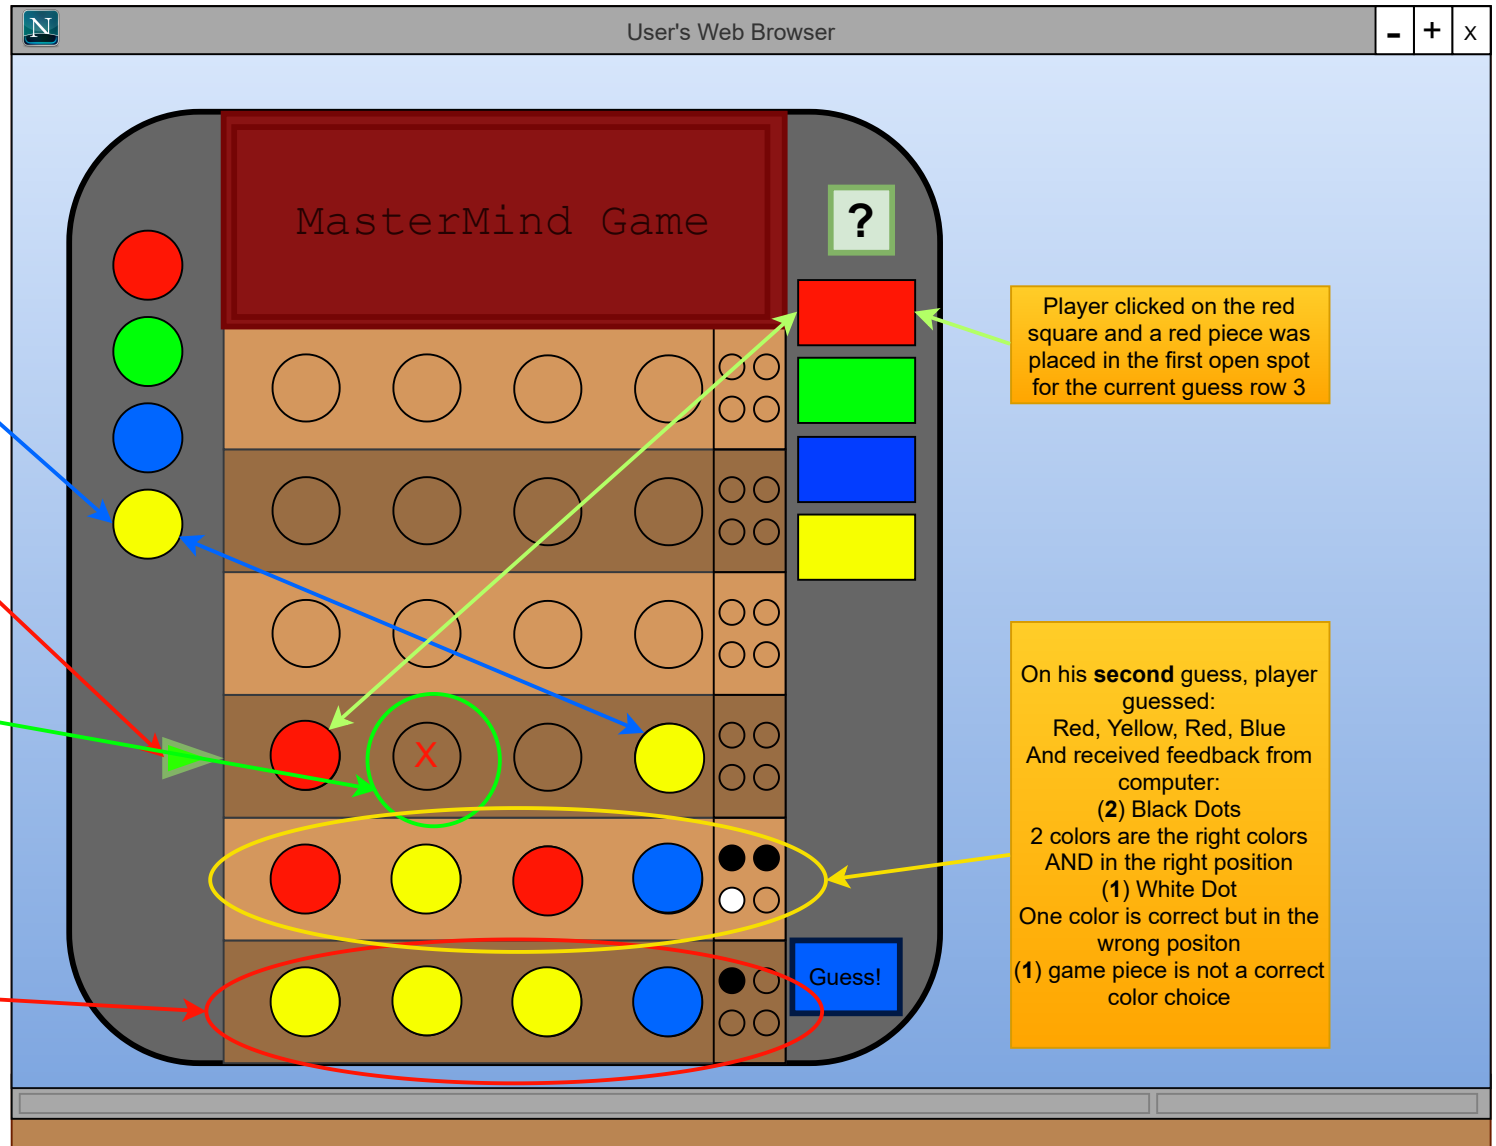 N
User's Web Browser
- + x
MasterMind Game
?
Player clicked on the red
square and a red piece was
placed in the first open spot
for the current guess row 3
X
On his second guess, player
guessed:
Red, Yellow, Red, Blue
And received feedback from
computer:
(2) Black Dots
2 colors are the right colors
AND in the right position
(1) White Dot
One color is correct but in the
wrong positon
(1) game piece is not a correct
color choice
Guess!